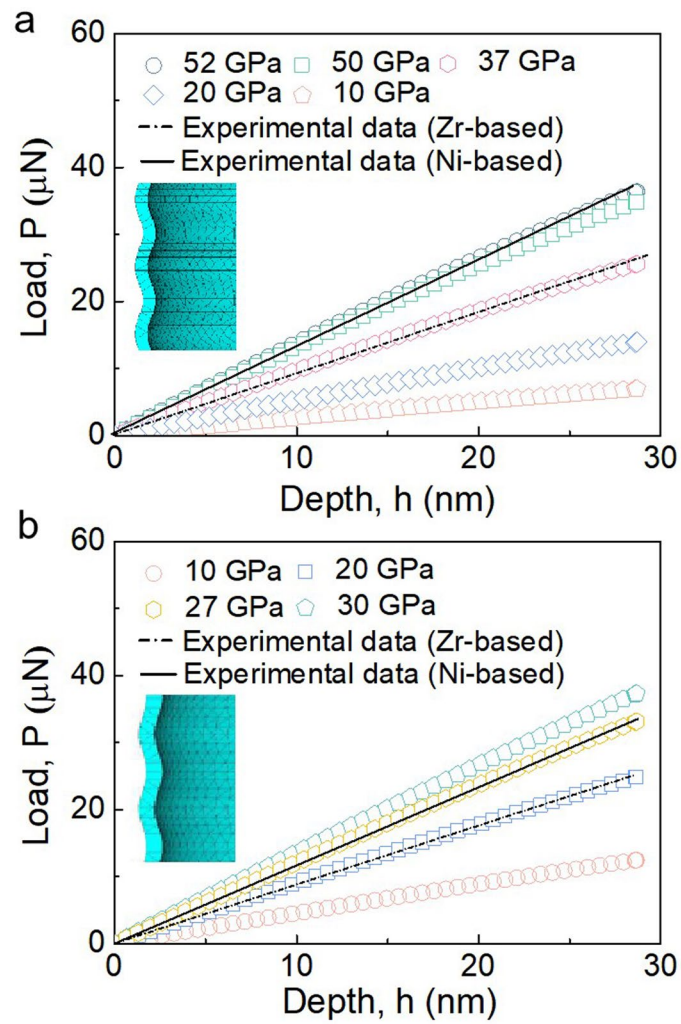 a
60
52 GPa 50 GPa 37 GPa
20 GPa 10 GPa
Experimental data (Zr-based)
Experimental data (Ni-based)
40
20
0
0 10 20 30
Load, P (μN)
Depth, h (nm)
b
60
10 GPa 20 GPa
27 GPa 30 GPa
Experimental data (Zr-based)
Experimental data (Ni-based)
40
20
0
0 10 20 30
Load, P (μN)
Depth, h (nm)